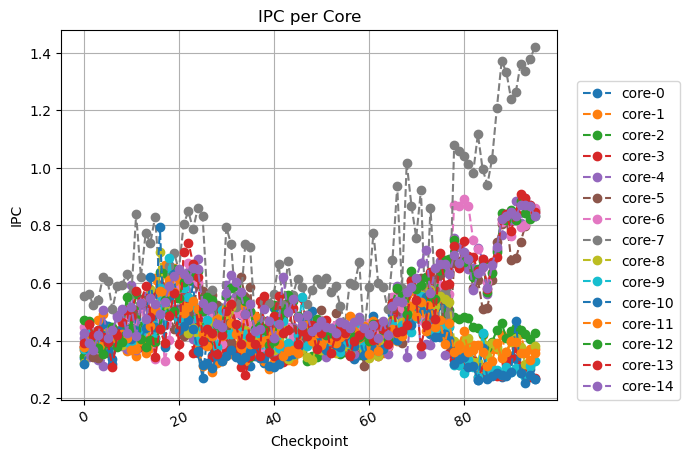 IPC per Core
1.4
1.2
1.0
0.8
0.6
0.4
0.2
IPC
0
20
40
60
80
Checkpoint
core-0
core-1
core-2
core-3
core-4
core-5
core-6
core-7
core-8
core-9
core-10
core-11
core-12
core-13
core-14